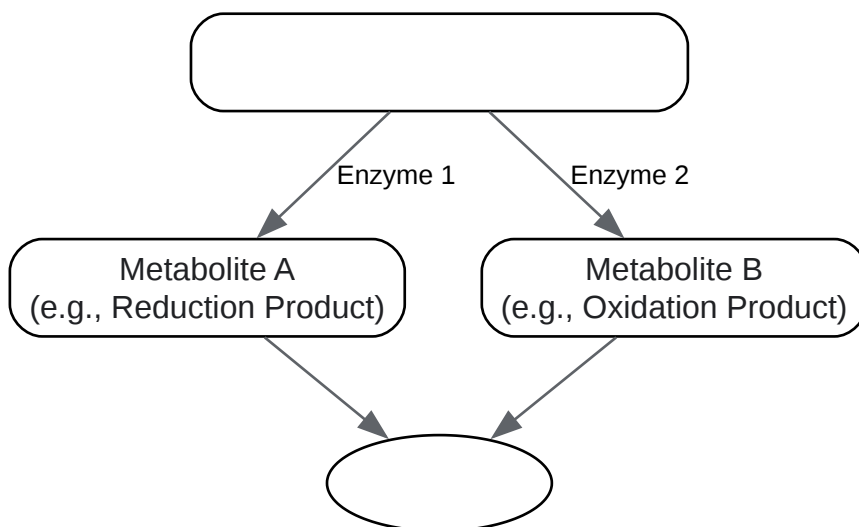 Enzyme 1
Enzyme 2
Metabolite A
(e.g., Reduction Product)
Metabolite B
(e.g., Oxidation Product)